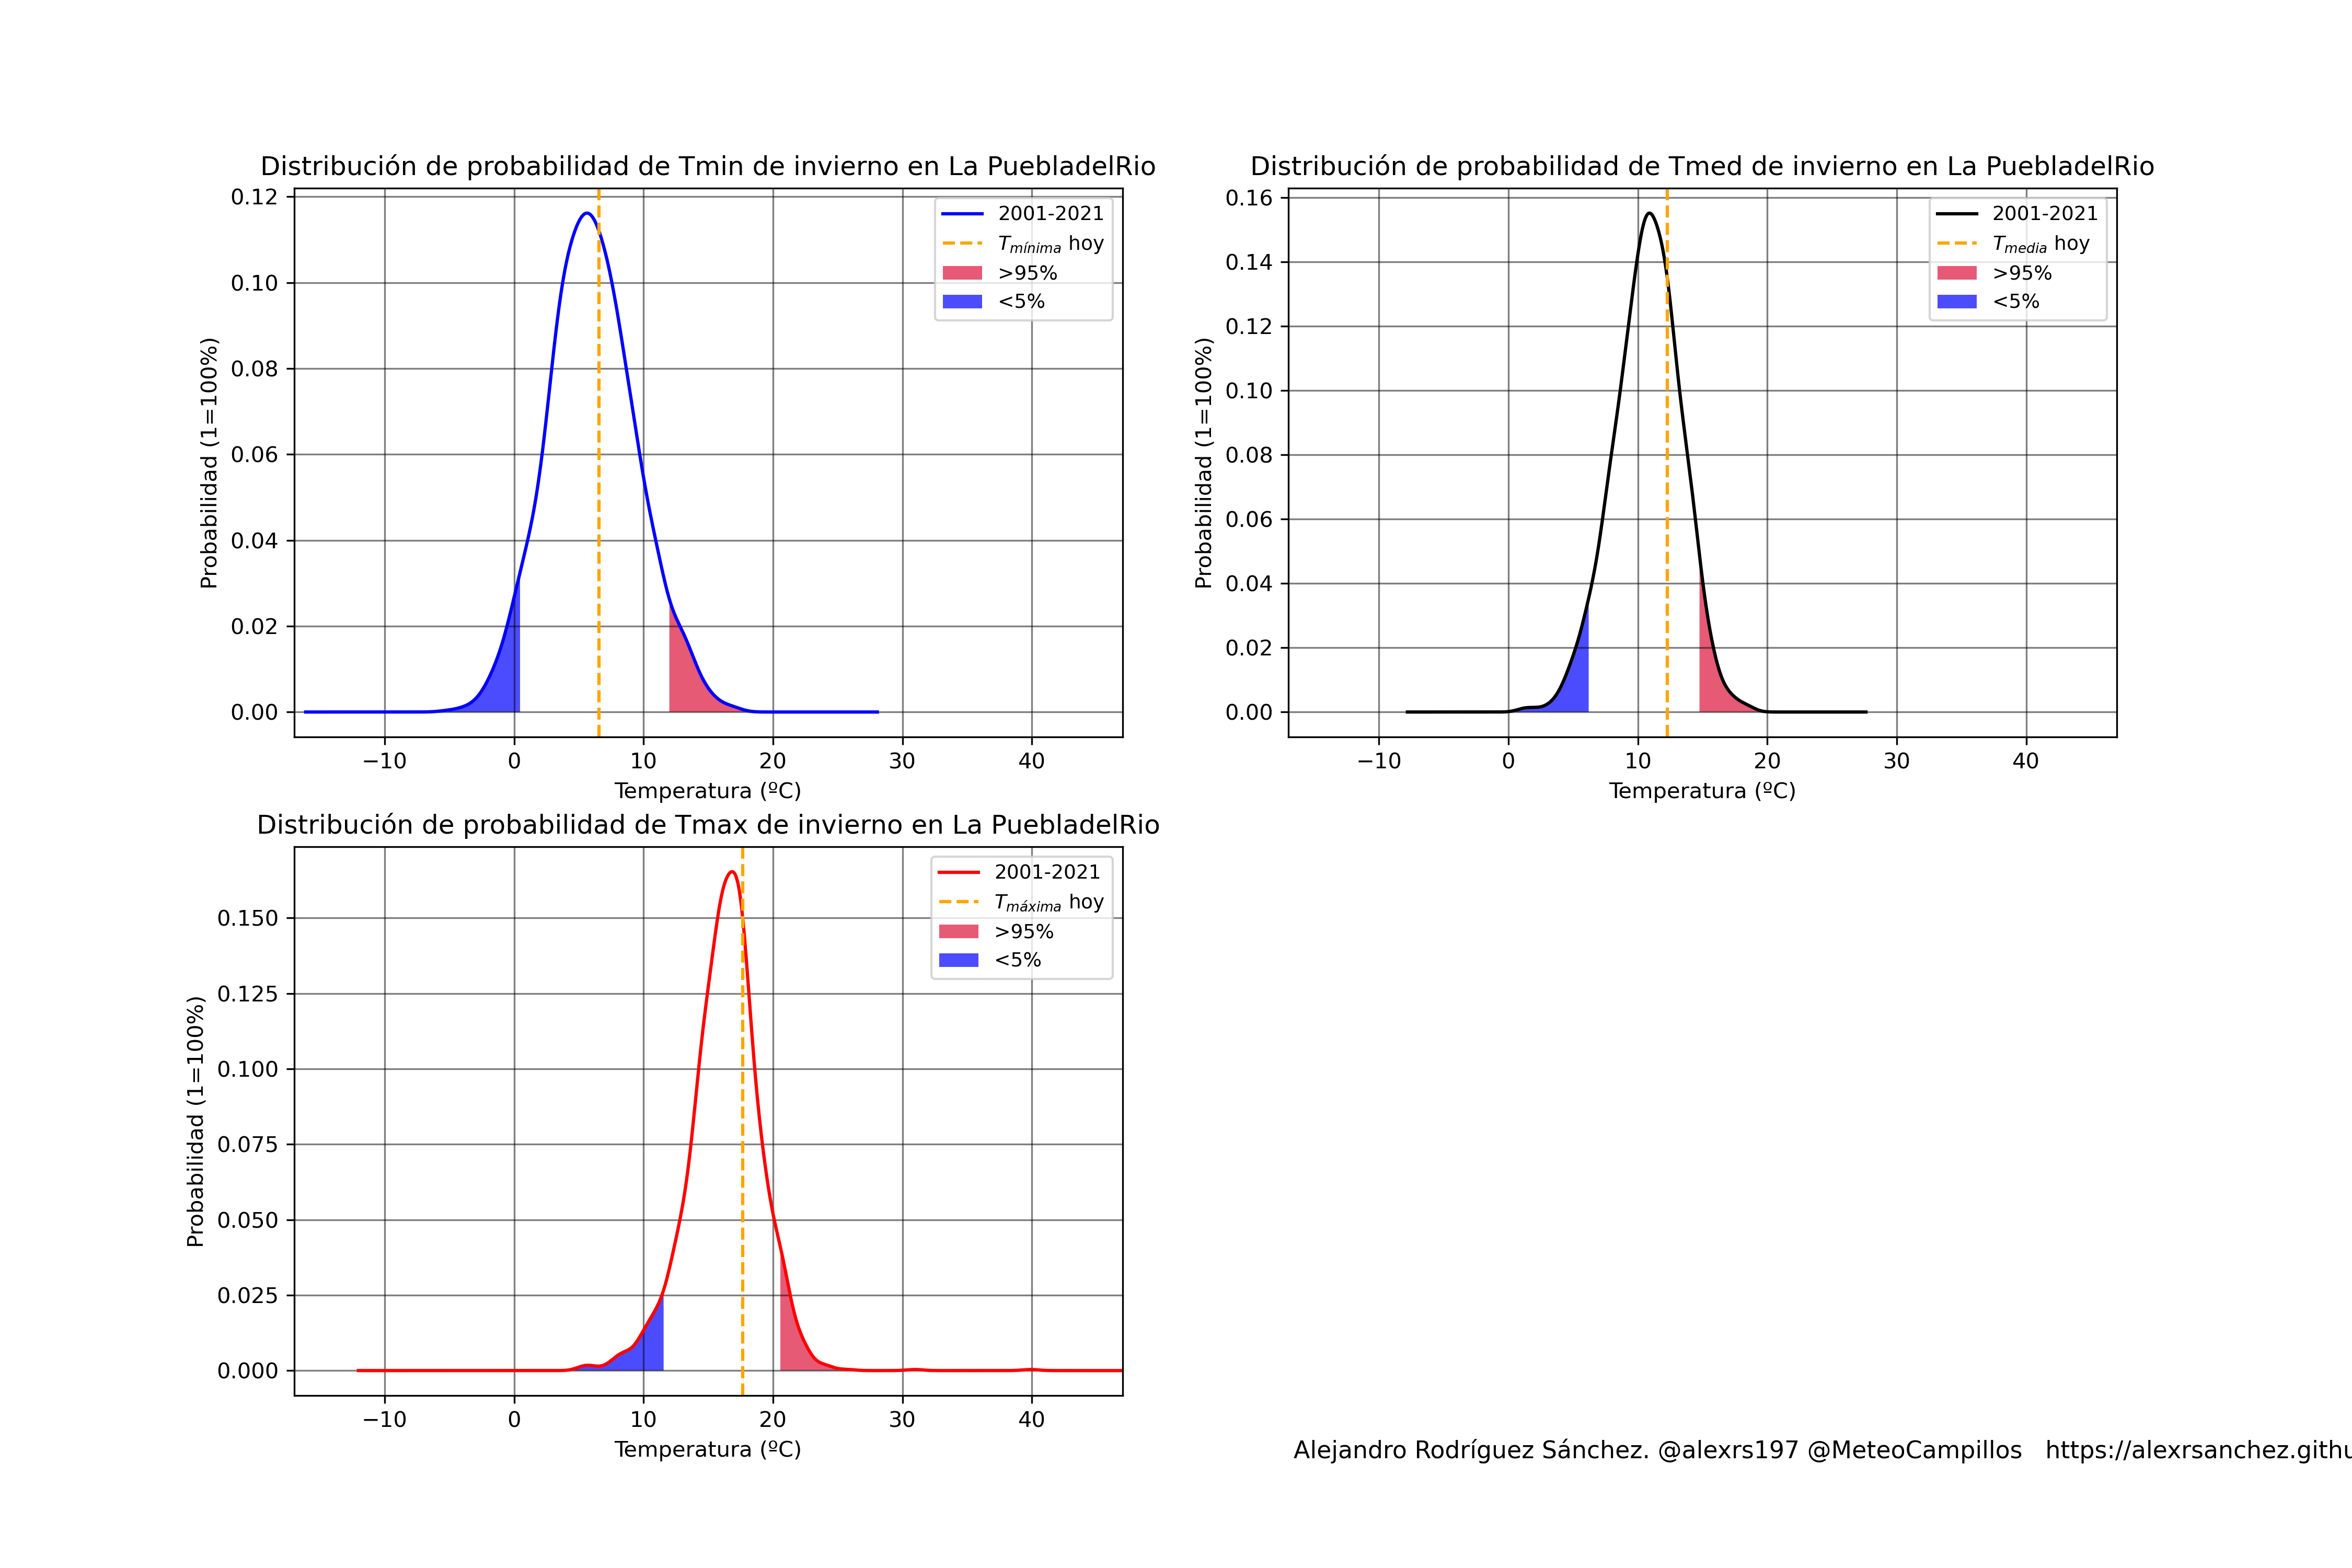 Distribución de probabilidad de Tmin de invierno en La PuebladelRio
0.12
0.10
0.08
0.06
0.04
0.02
0.00
Probabilidad (1=100%)
−10 0 10 20 30 40
Temperatura (ºC)
2001-2021
Tmínima hoy
>95%
<5%
Distribución de probabilidad de Tmed de invierno en La PuebladelRio
0.16
0.14
0.12
0.10
0.08
0.06
0.04
0.02
0.00
Probabilidad (1=100%)
−10 0 10 20 30 40
Temperatura (ºC)
2001-2021
Tmedia hoy
>95%
<5%
Distribución de probabilidad de Tmax de invierno en La PuebladelRio
0.150
0.125
0.100
0.075
0.050
0.025
0.000
Probabilidad (1=100%)
−10 0 10 20 30 40
Temperatura (ºC)
2001-2021
Tmáxima hoy
>95%
<5%
Alejandro Rodríguez Sánchez. @alexrs197 @MeteoCampillos https://alexrsanchez.githu